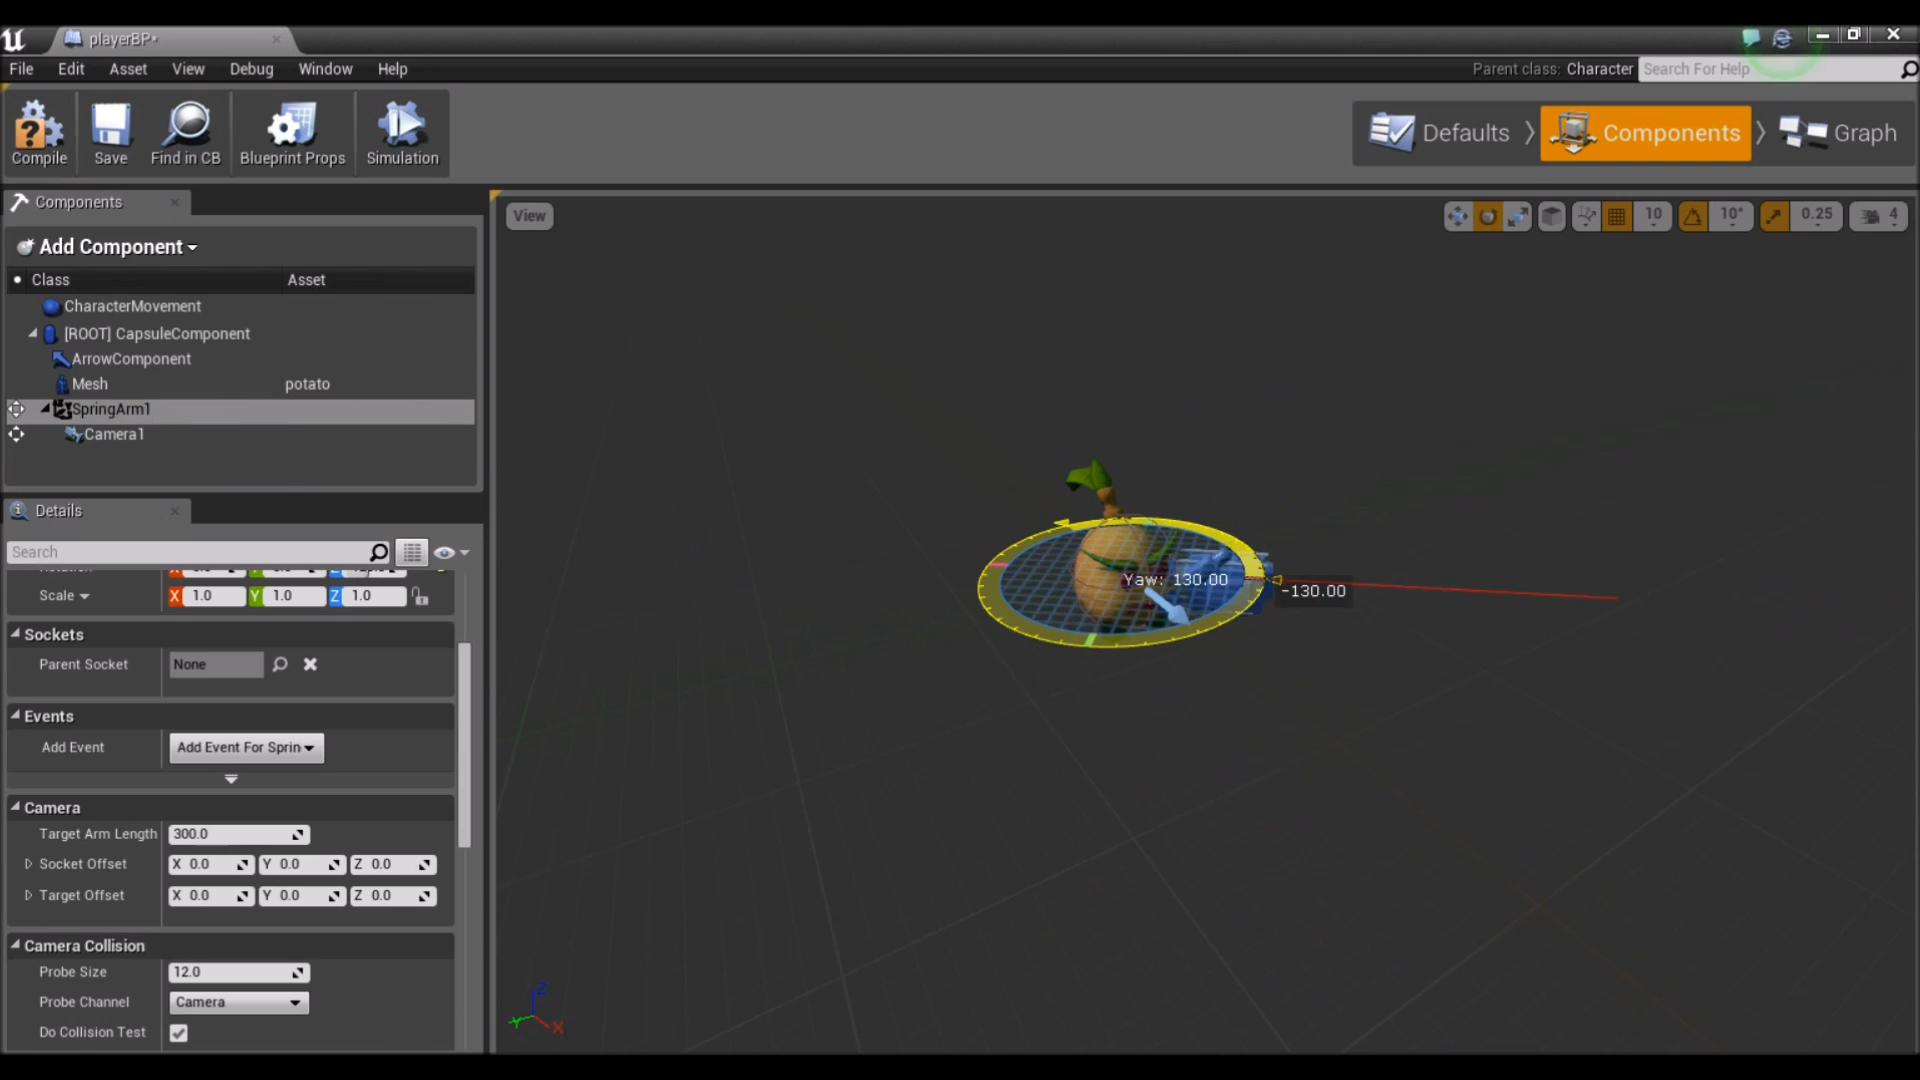 playerBP*
File Edit Asset View Debug Window Help
Parent class: Character Search For Help
Compile Save Find in CB Blueprint Props Simulation
Defaults Components Graph
Components
View
10 10° 0.25 4
Add Component
Class Asset
CharacterMovement
[ROOT] CapsuleComponent
ArrowComponent
Mesh potato
SpringArm1
Camera1
Details
Search
Scale X 1.0 Y 1.0 Z 1.0
Sockets
Parent Socket None
Events
Add Event Add Event For Sprin
Camera
Target Arm Length 300.0
Socket Offset X 0.0 Y 0.0 Z 0.0
Target Offset X 0.0 Y 0.0 Z 0.0
Camera Collision
Probe Size 12.0
Probe Channel Camera
Do Collision Test
Yaw: 130.00
-130.00
Z
Y X